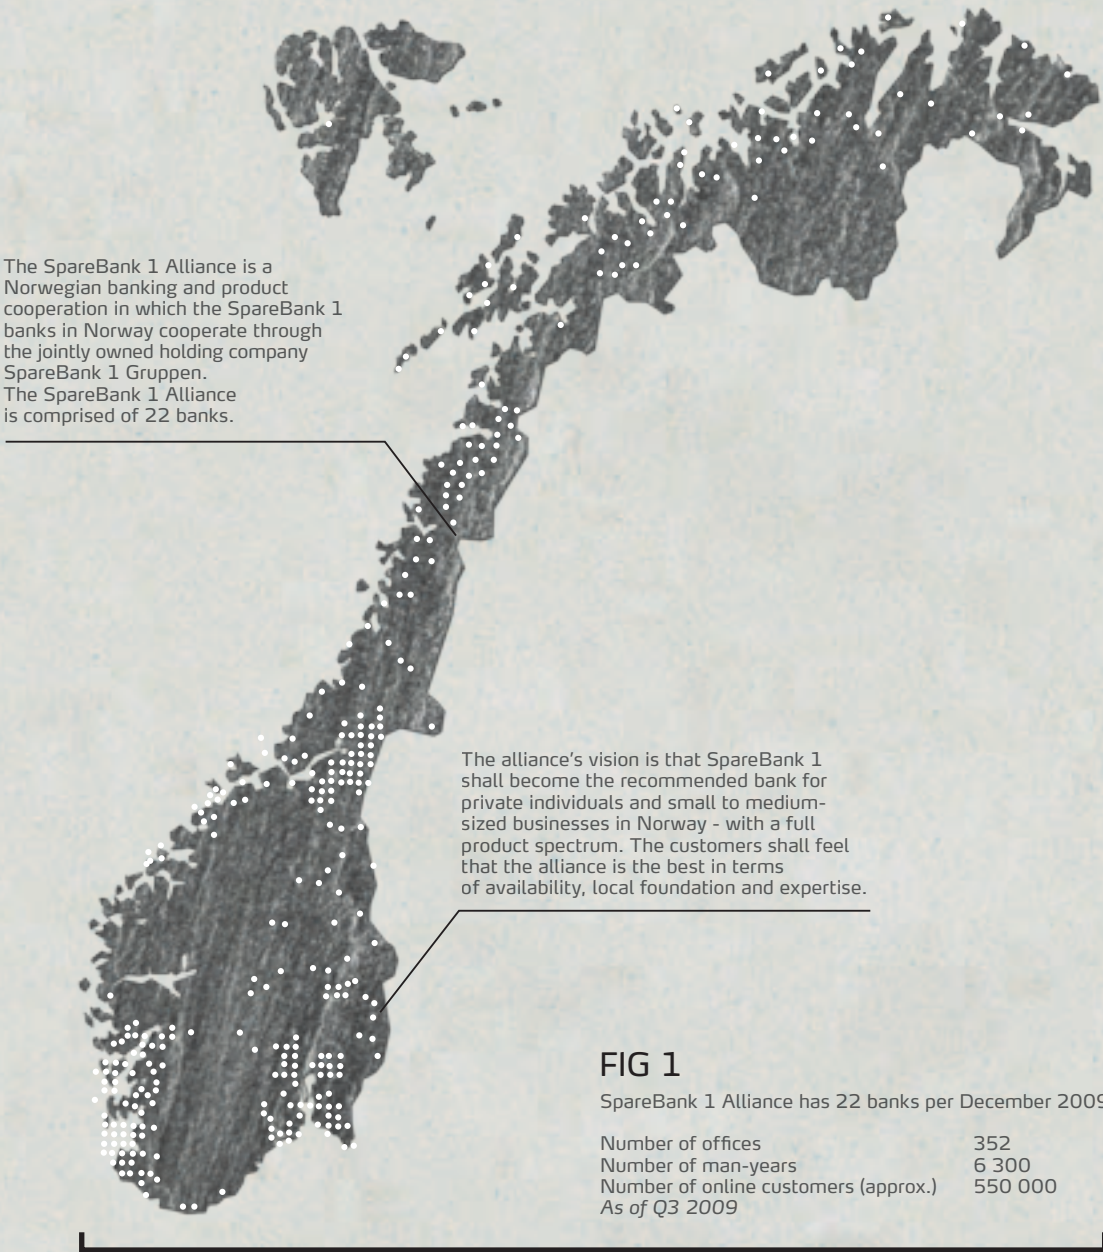 The SpareBank 1 Alliance is a
Norwegian banking and product
cooperation in which the SpareBank 1
banks in Norway cooperate through
the jointly owned holding company
SpareBank 1 Gruppen.
The SpareBank 1 Alliance
is comprised of 22 banks.
The alliance's vision is that SpareBank 1
shall become the recommended bank for
private individuals and small to medium-
sized businesses in Norway - with a full
product spectrum. The customers shall feel
that the alliance is the best in terms
of availability, local foundation and expertise.
FIG 1
SpareBank 1 Alliance has 22 banks per December 2009
Number of offices 352
Number of man-years 6 300
Number of online customers (approx.) 550 000
As of Q3 2009